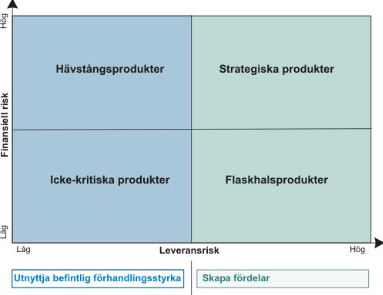 Hög
Hävstångsprodukter
Strategiska produkter
Finansiell risk
Icke-kritiska produkter
Flaskhalsprodukter
Låg
Låg
Leveransrisk
Hög
Utnyttja befintlig förhandlingsstyrka
Skapa fördelar